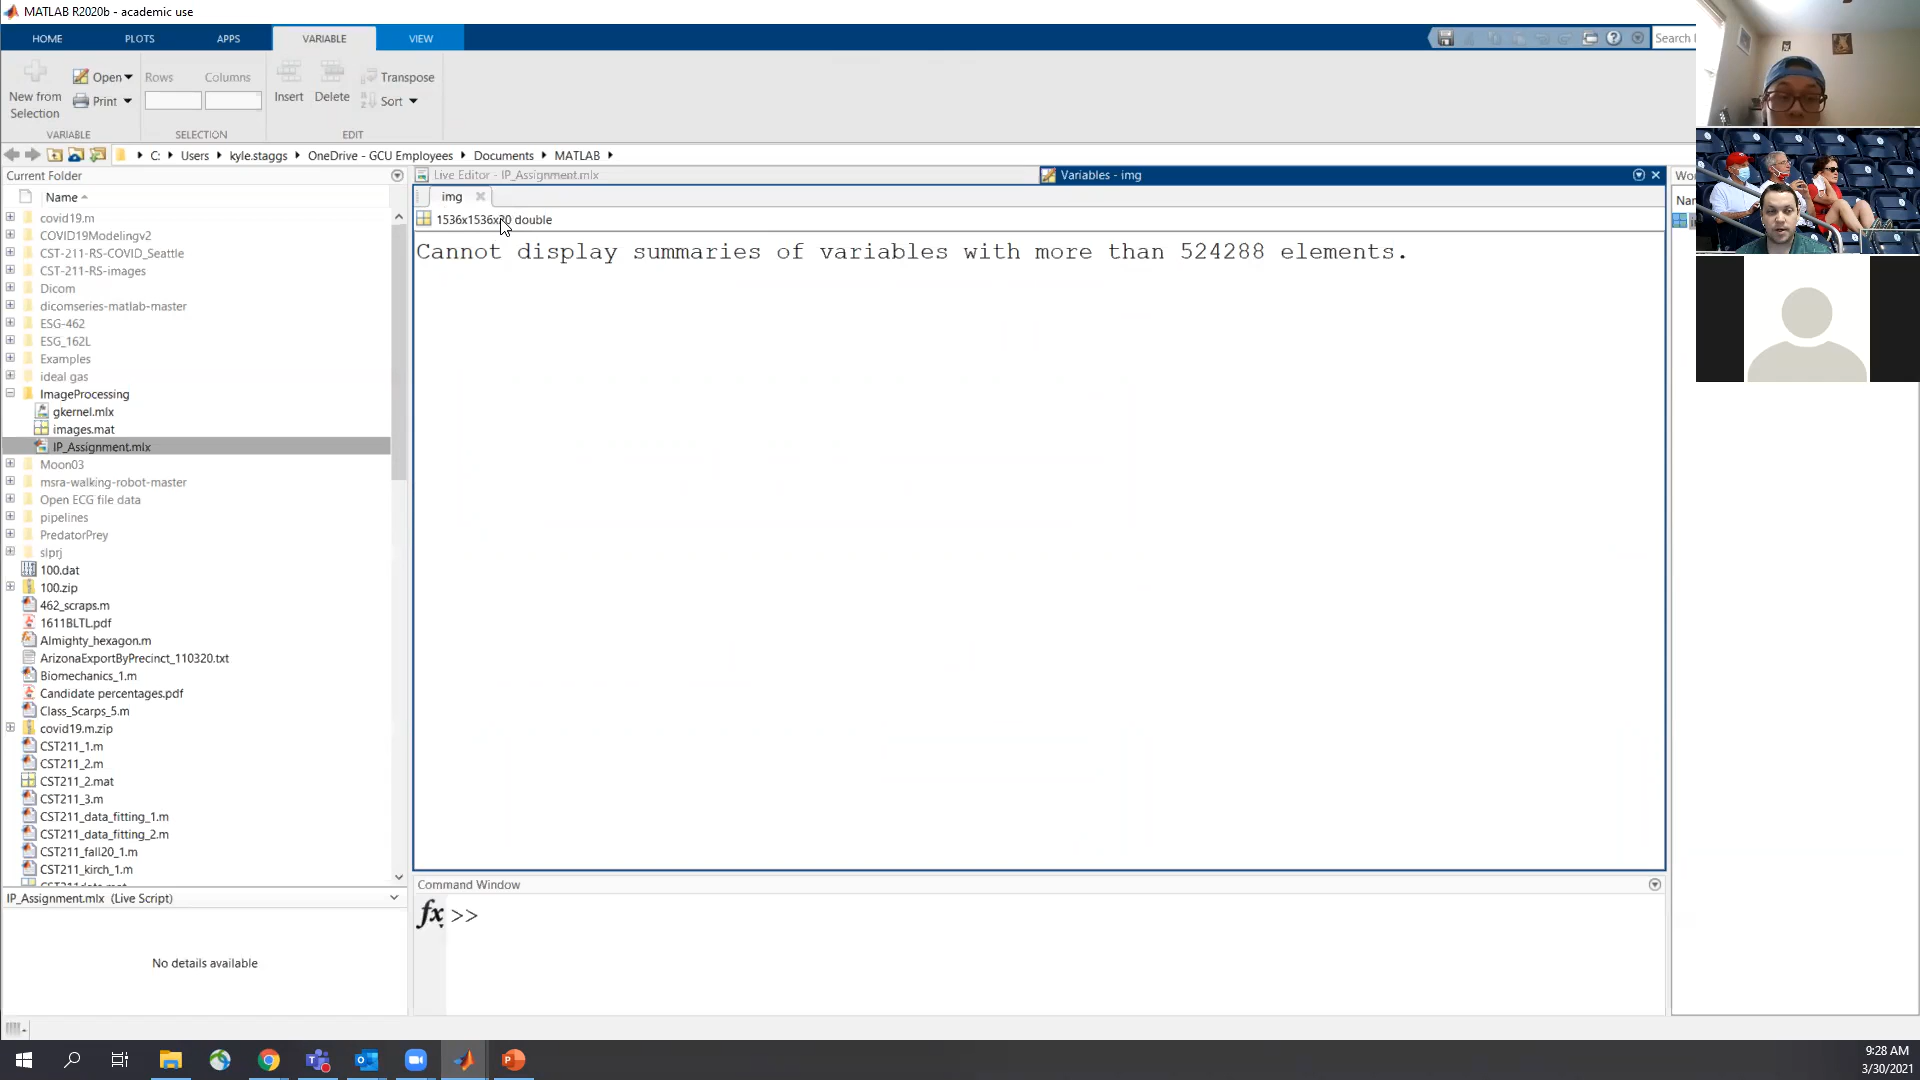 MATLAB R2020b - academic use
HOME PLOTS APPS VARIABLE VIEW
Search
New from
Selection
Open
Print
Rows Columns
Insert Delete
Transpose
Sort
VARIABLE SELECTION EDIT
C: Users kyle.staggs OneDrive - GCU Employees Documents MATLAB
Current Folder
Name
covid19.m
COVID19Modelingv2
CST-211-RS-COVID_Seattle
CST-211-RS-images
Dicom
dicomseries-matlab-master
ESG-462
ESG_162L
Examples
ideal gas
ImageProcessing
gkernel.mlx
images.mat
IP_Assignment.mlx
Moon03
msra-walking-robot-master
Open ECG file data
pipelines
PredatorPrey
slprj
100.dat
100.zip
462_scraps.m
1611BLTL.pdf
Almighty_hexagon.m
ArizonaExportByPrecinct_110320.txt
Biomechanics_1.m
Candidate percentages.pdf
Class_Scarps_5.m
covid19.m.zip
CST211_1.m
CST211_2.m
CST211_2.mat
CST211_3.m
CST211_data_fitting_1.m
CST211_data_fitting_2.m
CST211_fall20_1.m
CST211_kirch_1.m
IP_Assignment.mlx (Live Script)
No details available
Live Editor - IP_Assignment.mlx
Variables - img
img
1536x1536x20 double
Cannot display summaries of variables with more than 524288 elements.
Command Window
fx >>
9:28 AM
3/30/2021